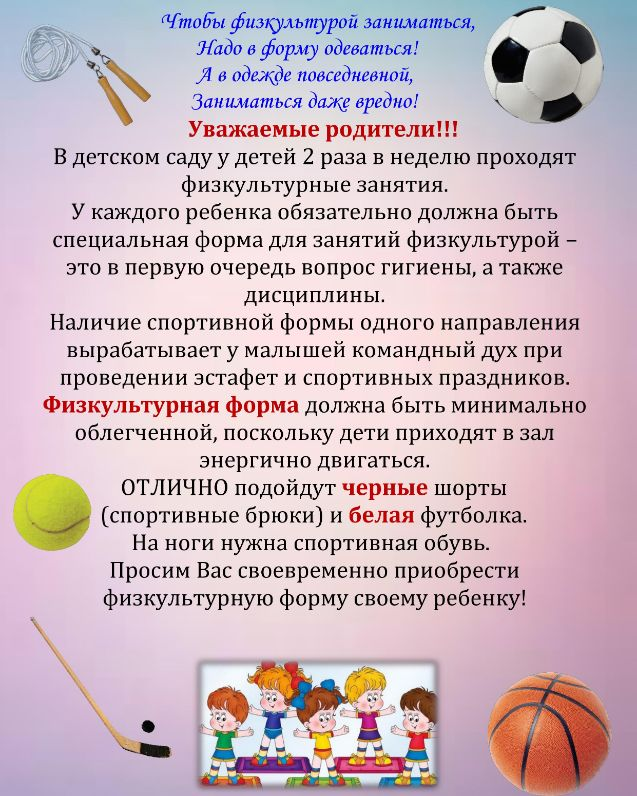 Чтобы физкультурой заниматься,
Надо в форму одеваться!
А в одежде повседневной,
Заниматься даже вредно!
Уважаемые родители!!!
В детском саду у детей 2 раза в неделю проходят
физкультурные занятия.
У каждого ребенка обязательно должна быть
специальная форма для занятий физкультурой –
это в первую очередь вопрос гигиены, а также
дисциплины.
Наличие спортивной формы одного направления
вырабатывает у малышей командный дух при
проведении эстафет и спортивных праздников.
Физкультурная форма должна быть минимально
облегченной, поскольку дети приходят в зал
энергично двигаться.
ОТЛИЧНО подойдут черные шорты
(спортивные брюки) и белая футболка.
На ноги нужна спортивная обувь.
Просим Вас своевременно приобрести
физкультурную форму своему ребенку!